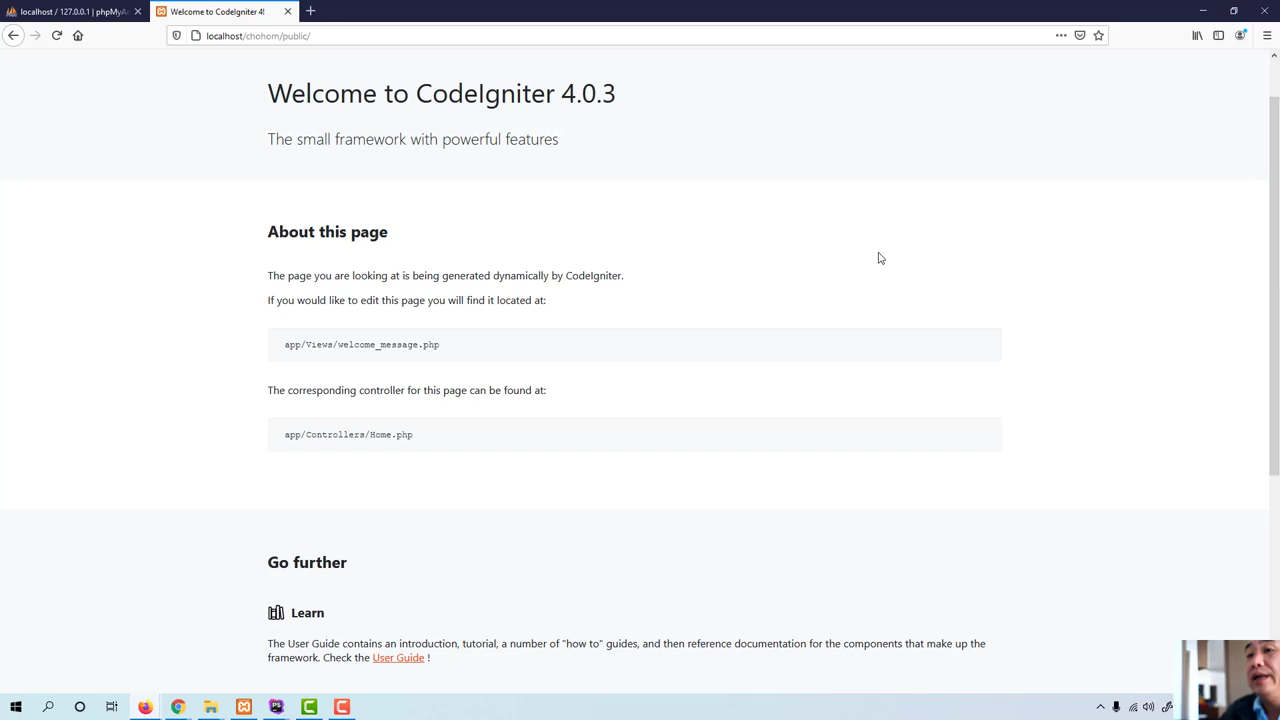 localhost / 127.0.0.1 | phpMyAd
Welcome to CodeIgniter 4!
localhost/chohom/public/
Welcome to CodeIgniter 4.0.3
The small framework with powerful features
About this page
The page you are looking at is being generated dynamically by CodeIgniter.
If you would like to edit this page you will find it located at:
app/Views/welcome_message.php
The corresponding controller for this page can be found at:
app/Controllers/Home.php
Go further
Learn
The User Guide contains an introduction, tutorial, a number of "how to" guides, and then reference documentation for the components that make up the
framework. Check the User Guide !
PS
C
C